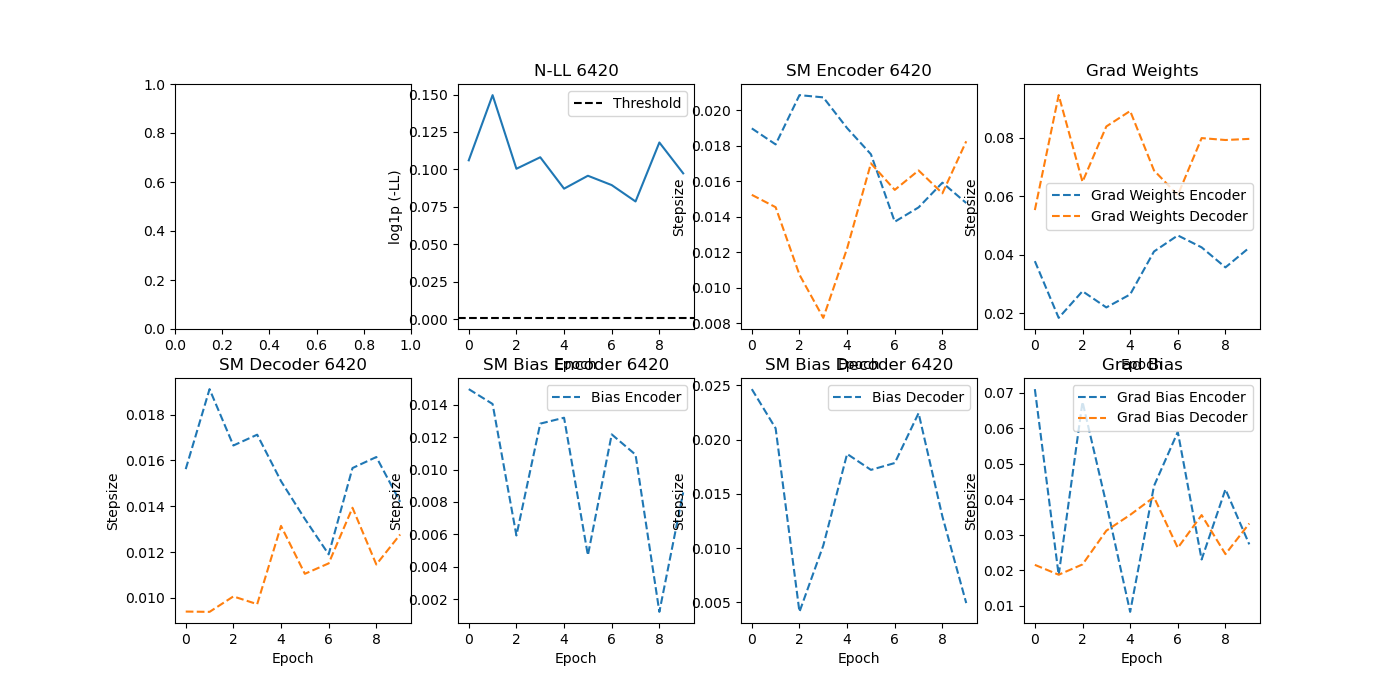 1.0
0.8
0.6
0.4
0.2
0.0
0.0 0.2 0.4 0.6 0.8 1.0
N-LL 6420
Threshold
log1p (-LL)
0.150
0.125
0.100
0.075
0.050
0.025
0.000
0 2 4 6 8
Epoch
SM Encoder 6420
Stepsize
0.020
0.018
0.016
0.014
0.012
0.010
0.008
0 2 4 6 8
Epoch
Grad Weights
Grad Weights Encoder
Grad Weights Decoder
Stepsize
0.08
0.06
0.04
0.02
0 2 4 6 8
Epoch
SM Decoder 6420
Stepsize
0.018
0.016
0.014
0.012
0.010
0 2 4 6 8
Epoch
SM Bias Encoder 6420
Bias Encoder
Stepsize
0.014
0.012
0.010
0.008
0.006
0.004
0.002
0 2 4 6 8
Epoch
SM Bias Decoder 6420
Bias Decoder
Stepsize
0.025
0.020
0.015
0.010
0.005
0 2 4 6 8
Epoch
Grad Bias
Grad Bias Encoder
Grad Bias Decoder
Stepsize
0.07
0.06
0.05
0.04
0.03
0.02
0.01
0 2 4 6 8
Epoch